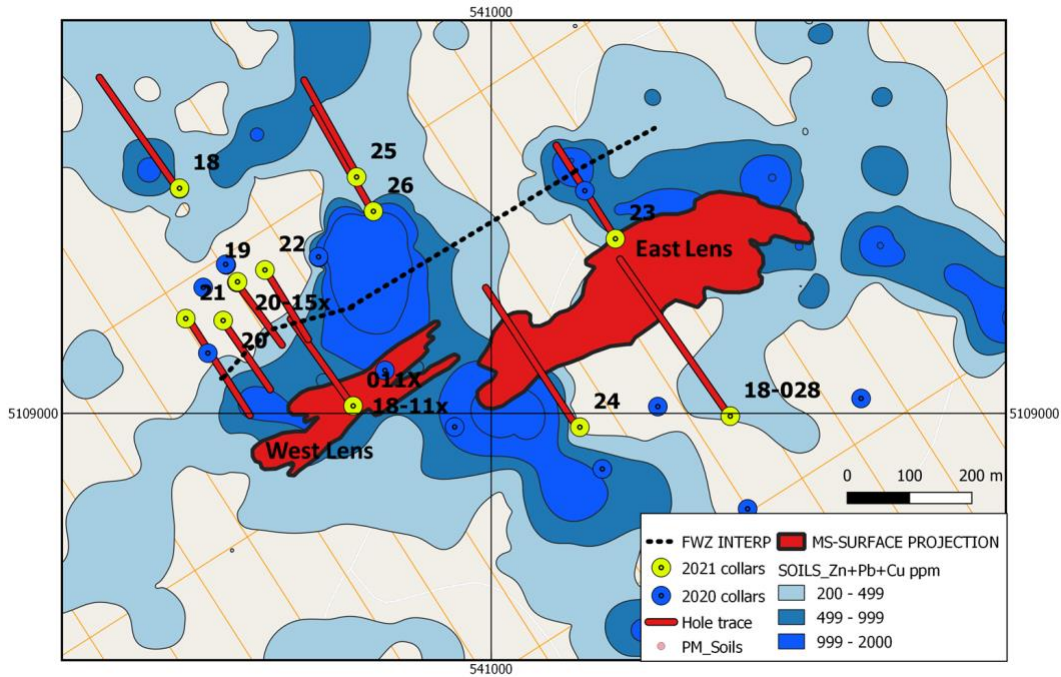 541000
18
25
26
23
East Lens
22
19
21
20-15x
20
011X
18-11x
24
18-028
5109000
5109000
West Lens
0 100 200 m
FWZ INTERP
MS-SURFACE PROJECTION
2021 collars
SOILS_Zn+Pb+Cu ppm
2020 collars
200 - 499
Hole trace
499 - 999
PM_Soils
999 - 2000
541000